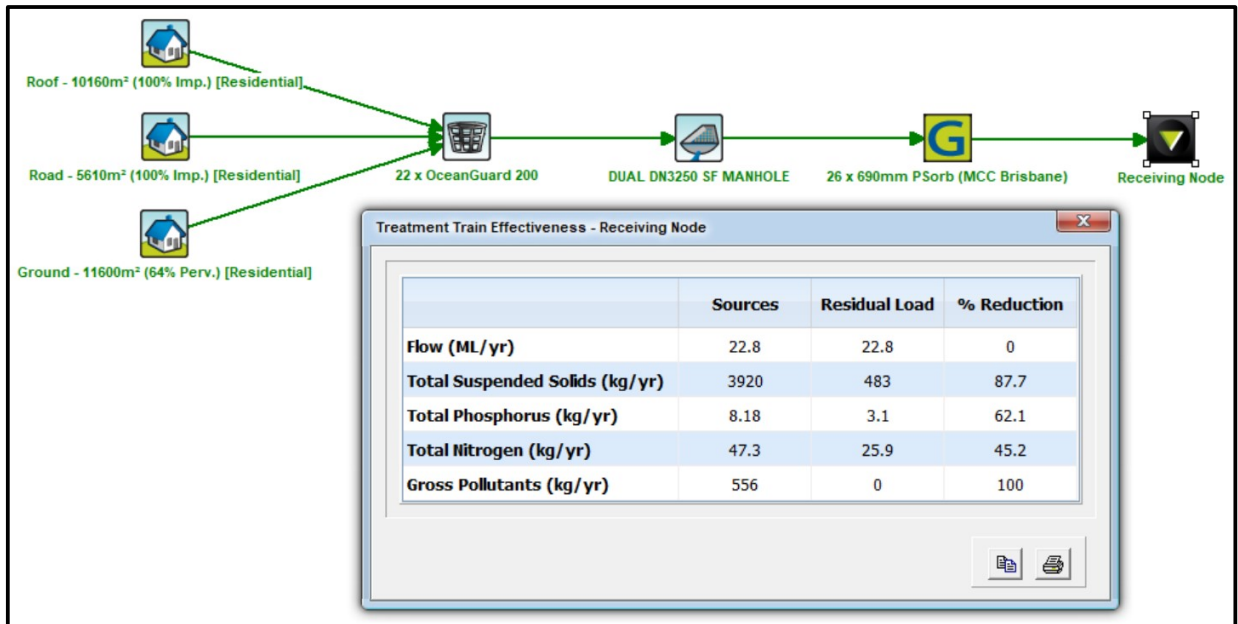 Roof - 10160m² (100% Imp.) [Residential]
Road - 5610m² (100% Imp.) [Residential]
22 x OceanGuard 200
DUAL DN3250 SF MANHOLE
G
26 x 690mm PSorb (MCC Brisbane)
Receiving Node
Ground - 11600m² (64% Perv.) [Residential]
Treatment Train Effectiveness - Receiving Node
Sources Residual Load % Reduction
Flow (ML/yr) 22.8 22.8 0
Total Suspended Solids (kg/yr) 3920 483 87.7
Total Phosphorus (kg/yr) 8.18 3.1 62.1
Total Nitrogen (kg/yr) 47.3 25.9 45.2
Gross Pollutants (kg/yr) 556 0 100